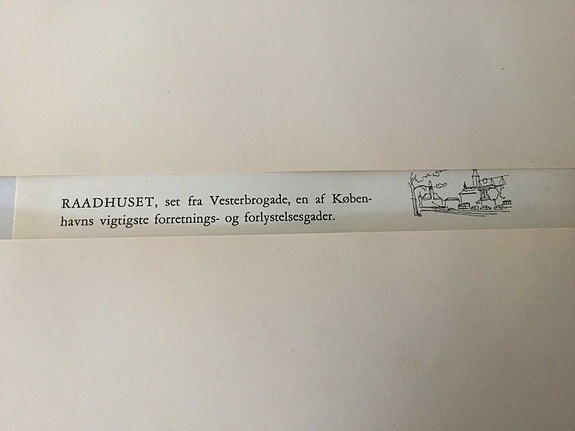 RAADHUSET, set fra Vesterbrogade, en af Køben-
havns vigtigste forretnings- og forlystelsesgader.